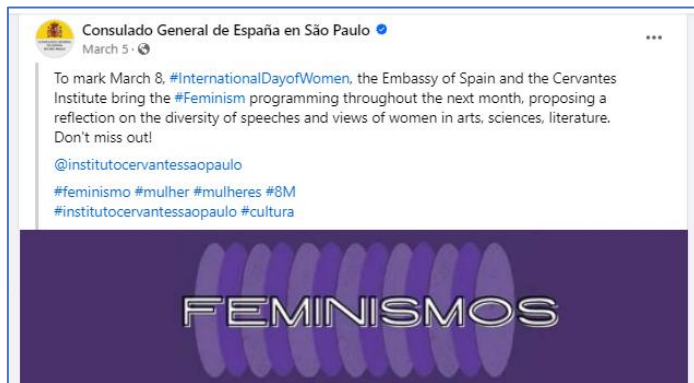 Consulado General de España en São Paulo
March 5 ·
To mark March 8, #InternationalDayofWomen, the Embassy of Spain and the Cervantes
Institute bring the #Feminism programming throughout the next month, proposing a
reflection on the diversity of speeches and views of women in arts, sciences, literature.
Don't miss out!
@institutocervantessaopaulo
#feminismo #mulher #mulheres #8M
#institutocervantessaopaulo #cultura
FEMINISMOS